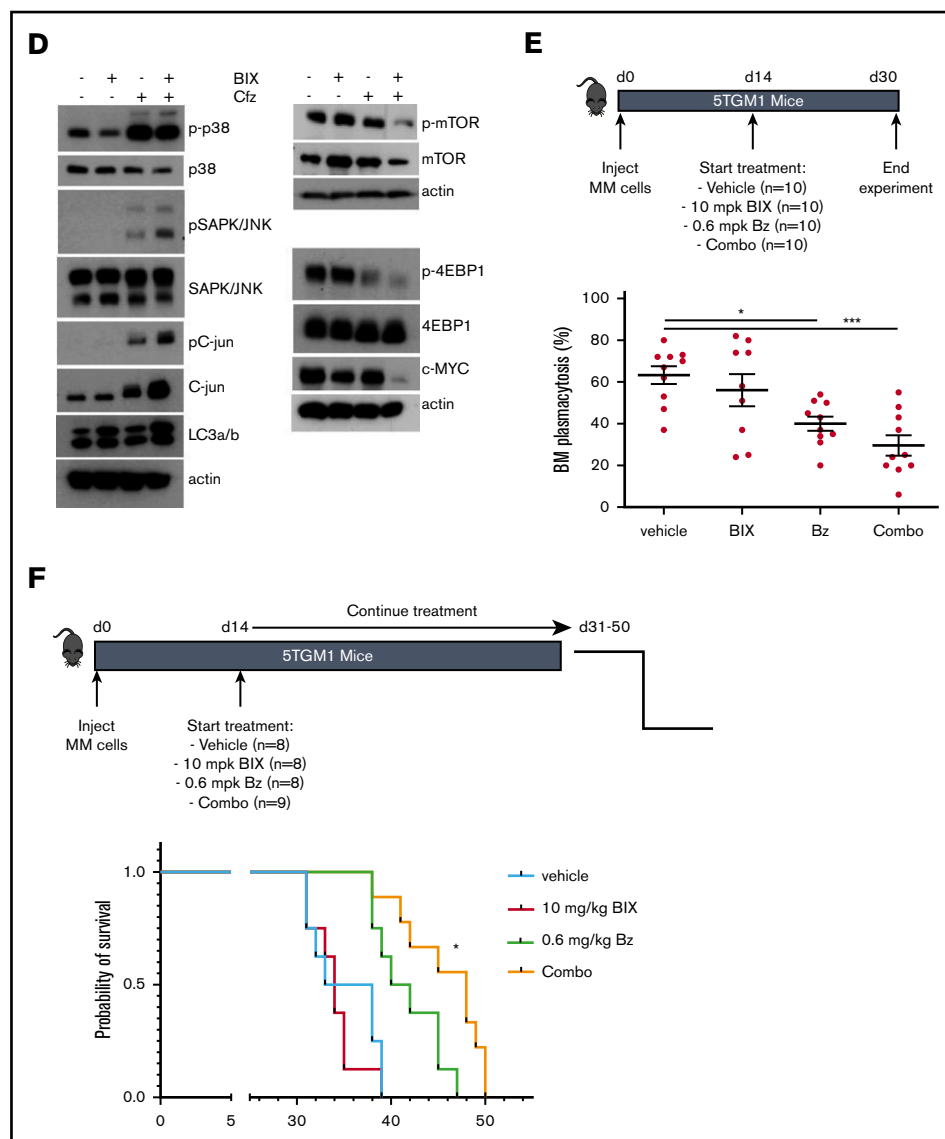 D
- + - + BIX
- - + + Cfz
p-p38
p38
pSAPK/JNK
SAPK/JNK
pC-jun
C-jun
LC3a/b
actin
- + - +
- - + +
p-mTOR
mTOR
actin
p-4EBP1
4EBP1
c-MYC
actin
E
d0 d14 d30
5TGM1 Mice
Inject
MM cells
Start treatment:
- Vehicle (n=10)
- 10 mpk BIX (n=10)
- 0.6 mpk Bz (n=10)
- Combo (n=10)
End
experiment
BM plasmacytosis (%)
100
80
60
40
20
0
*
***
vehicle BIX Bz Combo
F
Continue treatment
d0 d14 d31-50
5TGM1 Mice
Inject
MM cells
Start treatment:
- Vehicle (n=8)
- 10 mpk BIX (n=8)
- 0.6 mpk Bz (n=8)
- Combo (n=9)
Probability of survival
1.0
0.5
0.0
0 5 30 40 50
*
vehicle
10 mg/kg BIX
0.6 mg/kg Bz
Combo